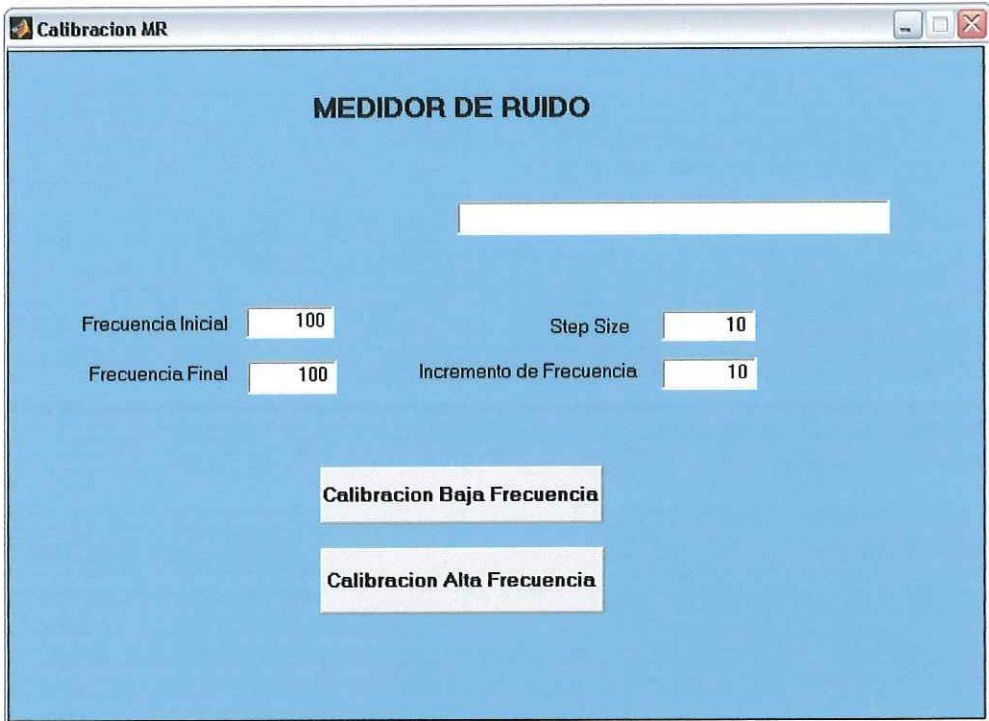 Calibracion MR
MEDIDOR DE RUIDO
Frecuencia Inicial 100 Step Size 10
Frecuencia Final 100 Incremento de Frecuencia 10
Calibracion Baja Frecuencia
Calibracion Alta Frecuencia